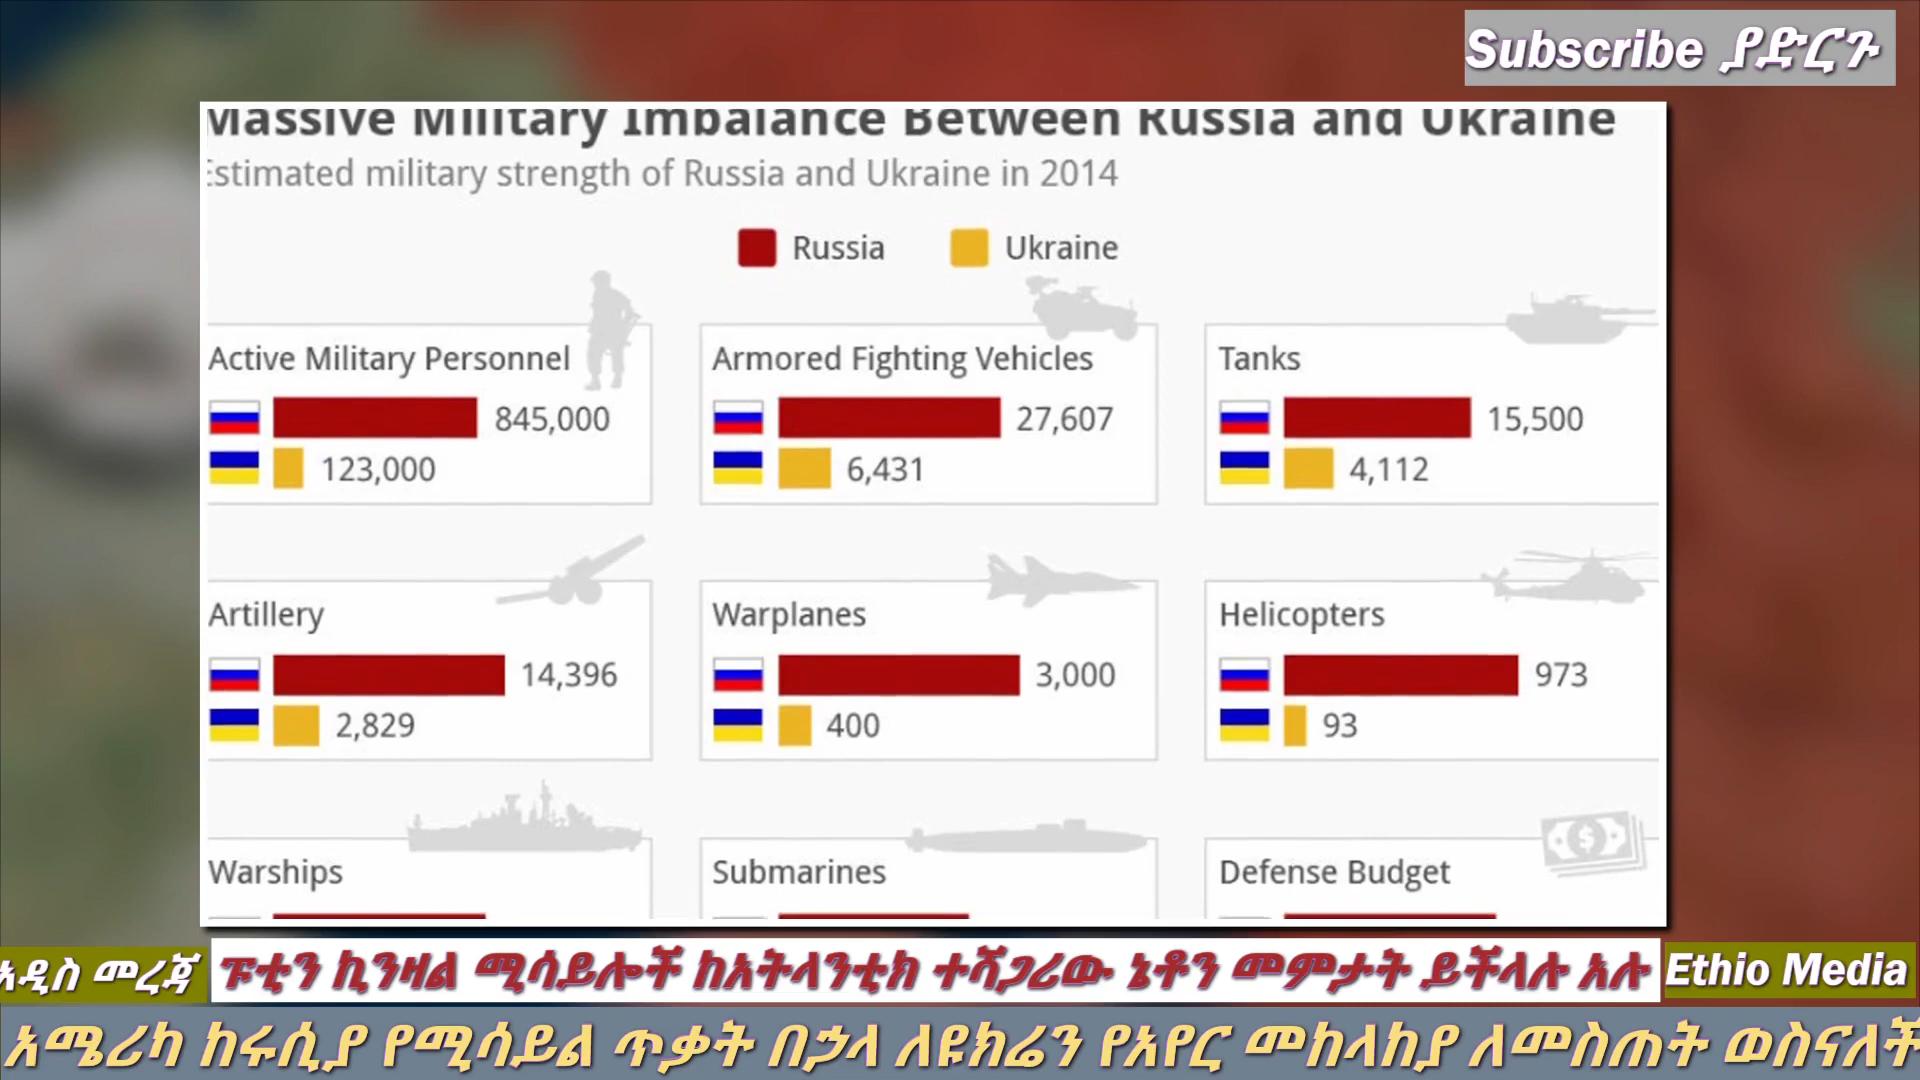 Subscribe ያድርጉ
Massive Military Imbalance Between Russia and Ukraine
Estimated military strength of Russia and Ukraine in 2014
Russia
Ukraine
Active Military Personnel
845,000
123,000
Armored Fighting Vehicles
27,607
6,431
Tanks
15,500
4,112
Artillery
14,396
2,829
Warplanes
3,000
400
Helicopters
973
93
Warships
Submarines
Defense Budget
አዲስ መረጃ
ፑቲን ኪንዛል ሚሳይሎች ከአትላንቲክ ተሻጋሪው ኔቶን መምታት ይችላሉ አሉ
Ethio Media
አሜሪካ ከሩሲያ የሚሳይል ጥቃት በኃላ ለዩክሬን የአየር መከላከያ ለመስጠት ወስናለች